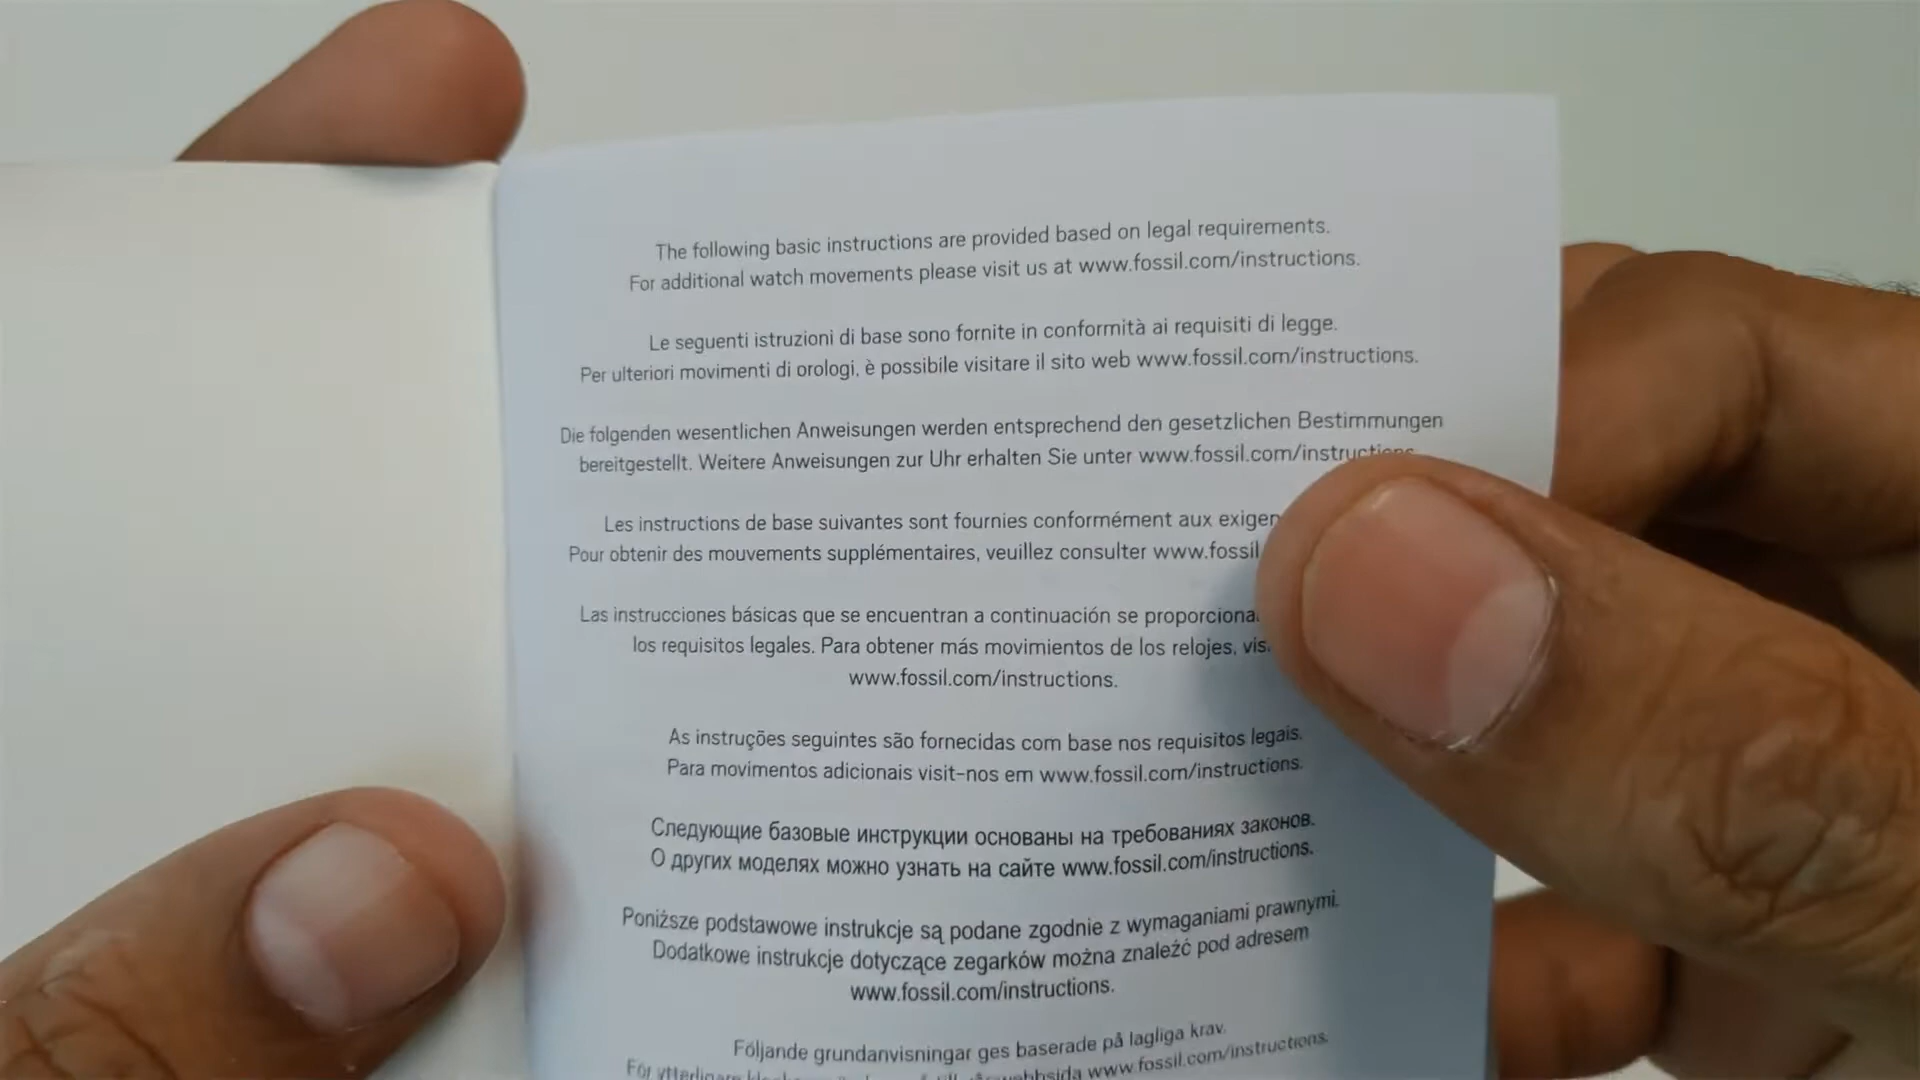 The following basic instructions are provided based on legal requirements.
For additional watch movements please visit us at www.fossil.com/instructions.
Le seguenti istruzioni di base sono fornite in conformità ai requisiti di legge.
Per ulteriori movimenti di orologi, è possibile visitare il sito web www.fossil.com/instructions.
Die folgenden wesentlichen Anweisungen werden entsprechend den gesetzlichen Bestimmungen
bereitgestellt. Weitere Anweisungen zur Uhr erhalten Sie unter www.fossil.com/instructions.
Les instructions de base suivantes sont fournies conformément aux
Pour obtenir des mouvements supplémentaires, veuillez consulter www.fossil
Las instrucciones básicas que se encuentran a continuación se
los requisitos legales. Para obtener más movimientos de los relojes,
www.fossil.com/instructions.
As instruções seguintes são fornecidas com base nos requisitos legais.
Para movimentos adicionais visit-nos em www.fossil.com/instructions.
Следующие базовые инструкции основаны на требованиях законов.
О других моделях можно узнать на сайте www.fossil.com/instructions.
Poniższe podstawowe instrukcje są podane zgodnie z wymaganiami prawnymi.
Dodatkowe instrukcje dotyczące zegarków można znaleźć pod adresem
www.fossil.com/instructions.
Följande grundanvisningar ges baserade på lagliga krav.
För ytterligare www.fossil.com/instructions.